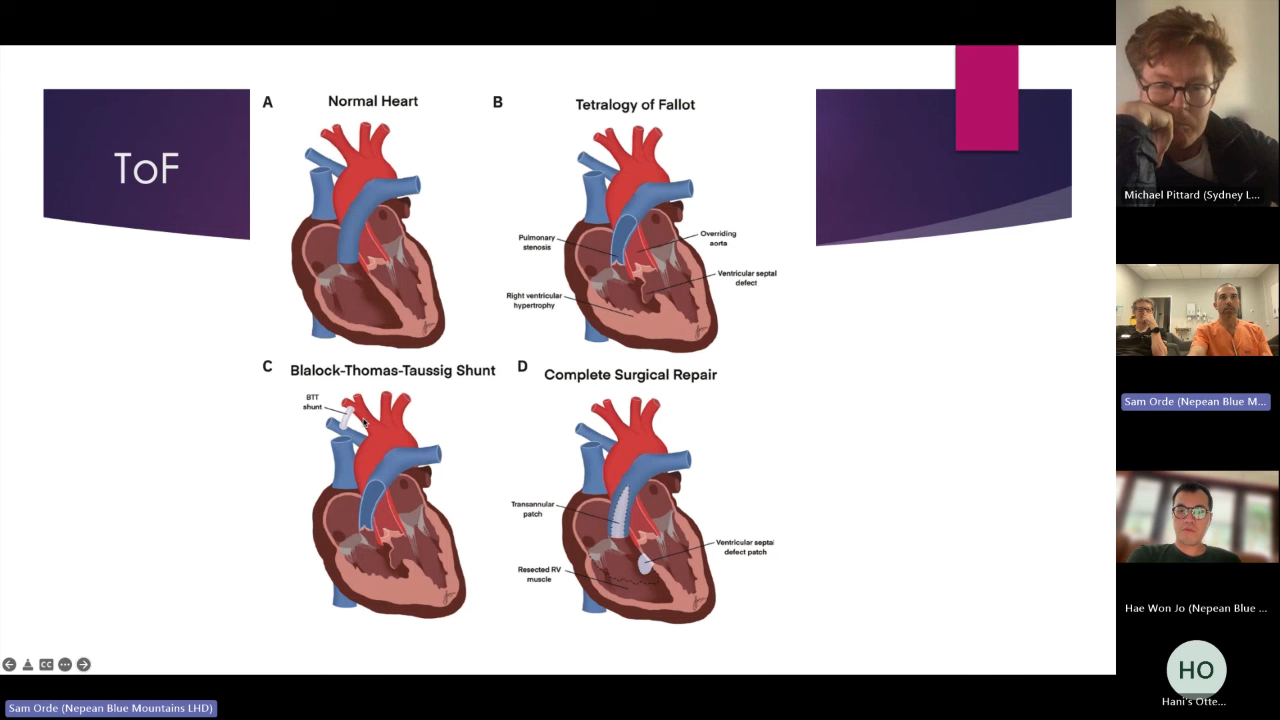 ToF
A
Normal Heart
B
Tetralogy of Fallot
Pulmonary
stenosis
Overriding
aorta
Ventricular septal
defect
Right ventricular
hypertrophy
C
Blalock-Thomas-Taussig Shunt
BTT
shunt
D
Complete Surgical Repair
Transannular
patch
Ventricular septal
defect patch
Resected RV
muscle
CC
Sam Orde (Nepean Blue Mountains LHD)
Michael Pittard (Sydney L...
Sam Orde (Nepean Blue M...
Hae Won Jo (Nepean Blue ...
HO
Hani's Otte...